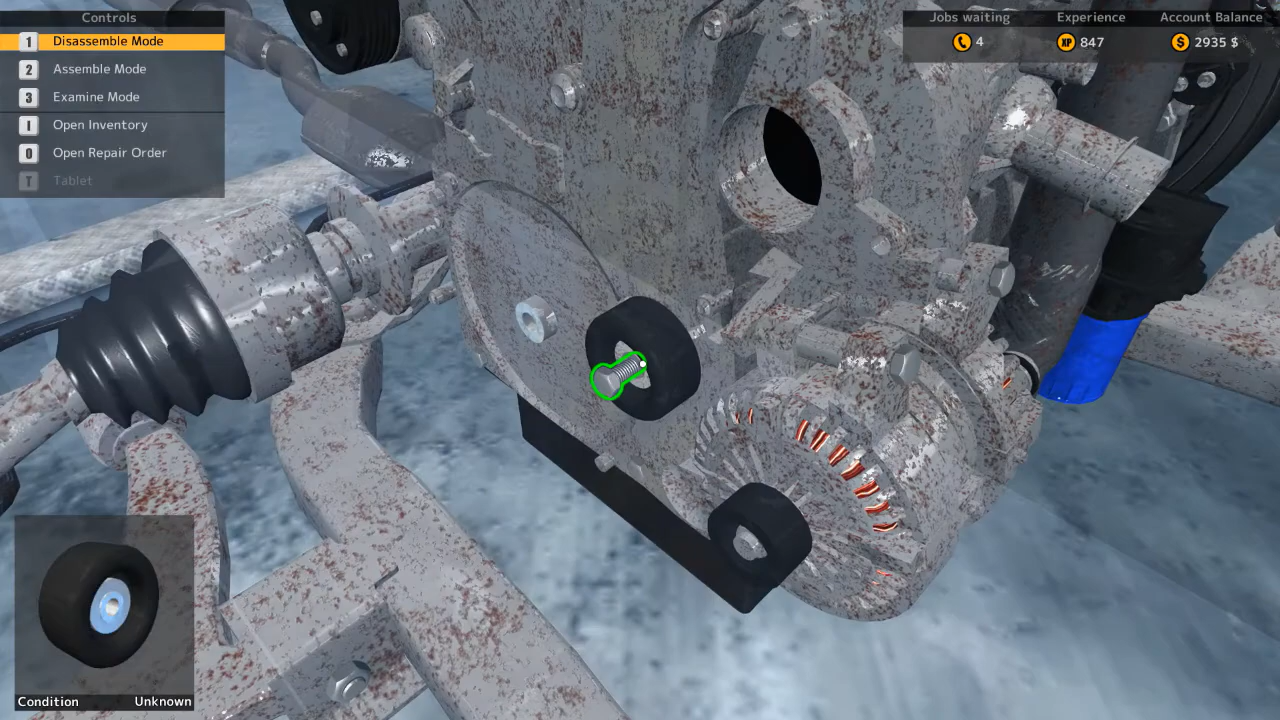 Controls
1 Disassemble Mode
2 Assemble Mode
3 Examine Mode
I Open Inventory
O Open Repair Order
T Tablet
Jobs waiting Experience Account Balance
4 XP 847 $ 2935 $
Condition Unknown